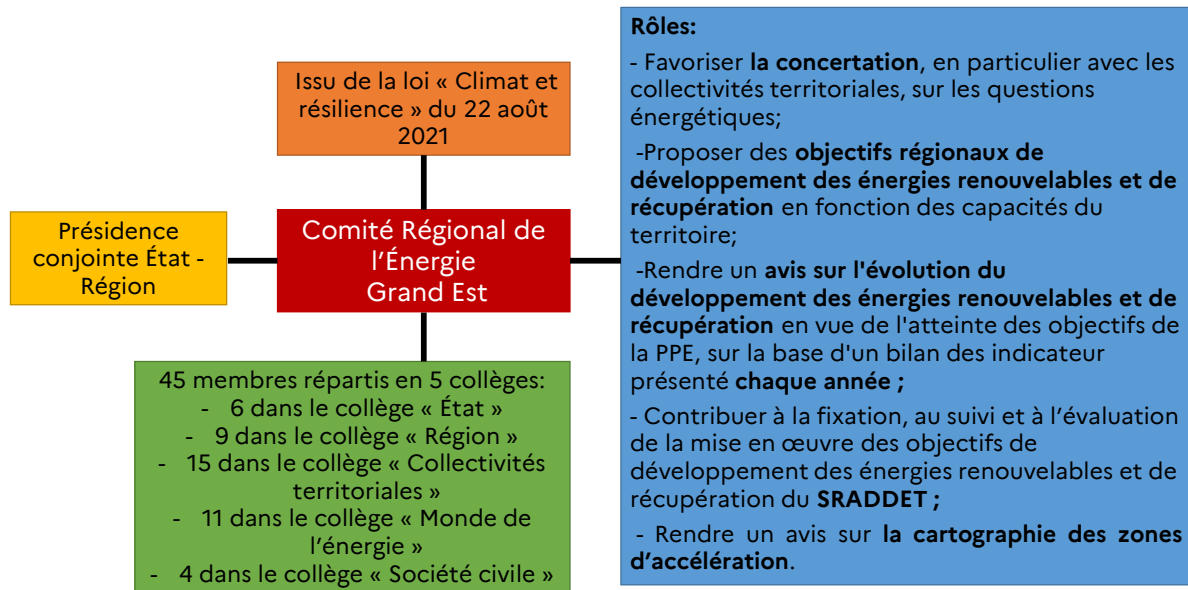 Issu de la loi « Climat et
résilience » du 22 août
2021
Présidence
conjointe État -
Région
Comité Régional de
l'Énergie
Grand Est
45 membres répartis en 5 collèges:
- 6 dans le collège « État »
- 9 dans le collège « Région »
- 15 dans le collège « Collectivités
territoriales »
- 11 dans le collège « Monde de
l'énergie »
- 4 dans le collège « Société civile »
Rôles:
- Favoriser la concertation, en particulier avec les
collectivités territoriales, sur les questions
énergétiques;
-Proposer des objectifs régionaux de
développement des énergies renouvelables et de
récupération en fonction des capacités du
territoire;
-Rendre un avis sur l'évolution du
développement des énergies renouvelables et de
récupération en vue de l'atteinte des objectifs de
la PPE, sur la base d'un bilan des indicateur
présenté chaque année ;
- Contribuer à la fixation, au suivi et à l'évaluation
de la mise en œuvre des objectifs de
développement des énergies renouvelables et de
récupération du SRADDET ;
- Rendre un avis sur la cartographie des zones
d'accélération.